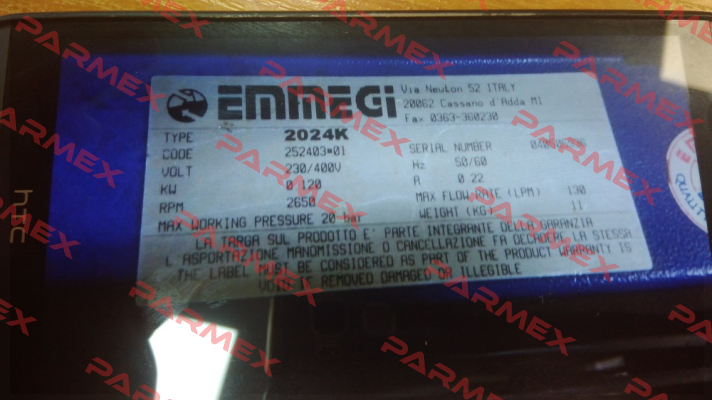 EMMEGi
Via Newton 52 ITALY
20062 Cassano d'Adda MI
Fax 0363-360230
TYPE 2024K
CODE 252403*01
SERIAL NUMBER
VOLT 230/400V
Hz 50/60
KW 0 120
A 0 22
RPM 2650
MAX FLOW RATE (LPM) 130
MAX WORKING PRESSURE 20 bar
WEIGHT (KG) 11
LA TARGA SUL PRODOTTO E' PARTE INTEGRANTE DELLA GARANZIA
L ASPORTAZIONE MANOMISSIONE O CANCELLAZIONE FA DECADERE LA STESSA
THE LABEL MUST BE CONSIDERED AS PART OF THE PRODUCT WARRANTY IS
VOID IF REMOVED DAMAGED OR ILLEGIBLE
hTC
PARMEX